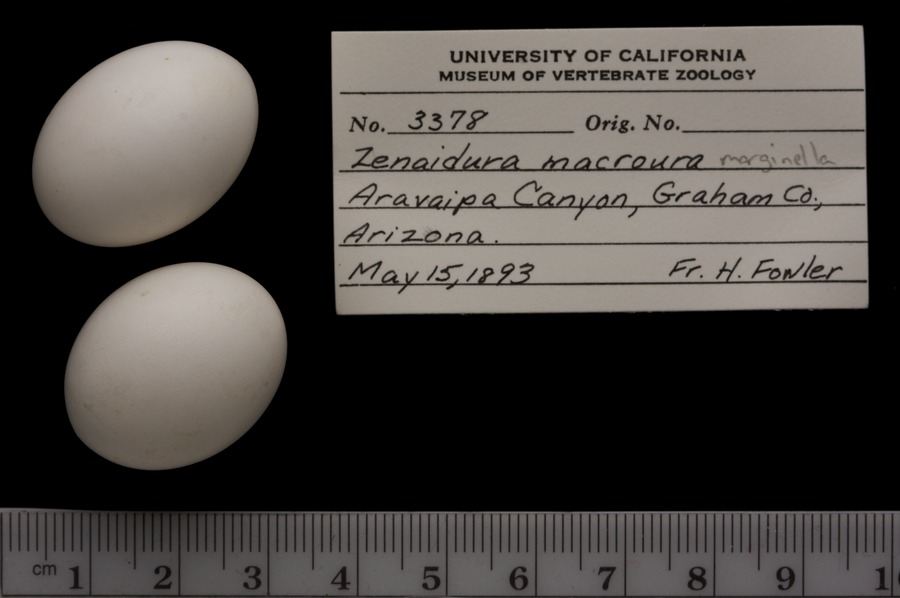 UNIVERSITY OF CALIFORNIA
MUSEUM OF VERTEBRATE ZOOLOGY
No. 3378 Orig. No.
Zenaidura macroura marginella
Aravaipa Canyon, Graham Co.,
Arizona.
May 15, 1893 Fr. H. Fowler
cm 1 2 3 4 5 6 7 8 9